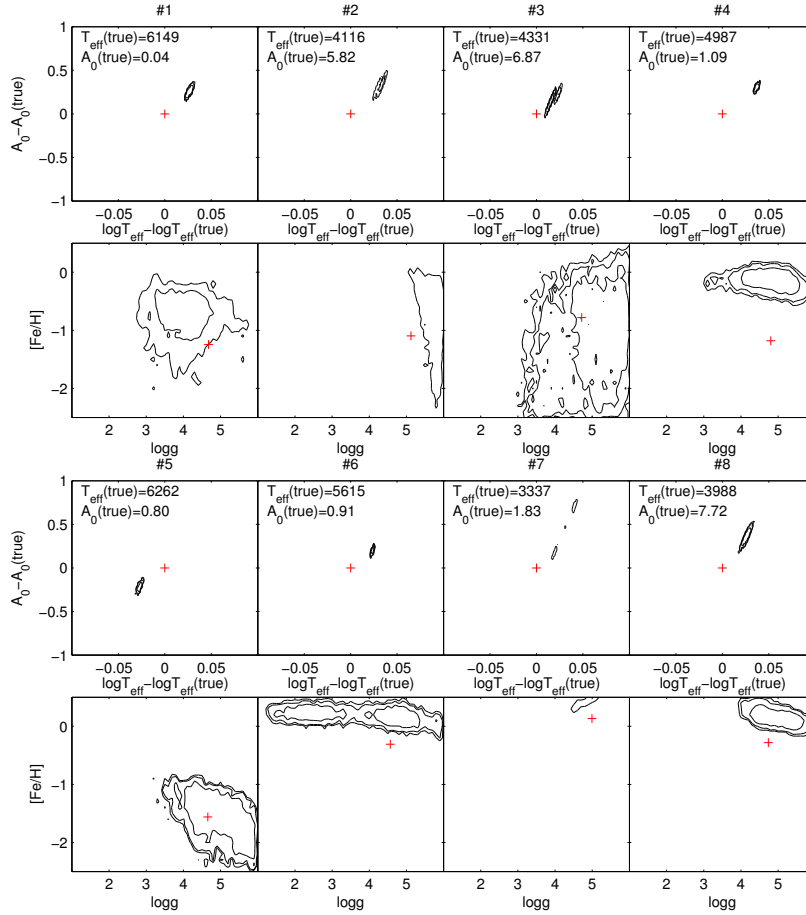 #1 #2 #3 #4
T_eff(true)=6149 T_eff(true)=4116 T_eff(true)=4331 T_eff(true)=4987
A_0(true)=0.04 A_0(true)=5.82 A_0(true)=6.87 A_0(true)=1.09
A_0−A_0(true)
1
0.5
0
−0.5
−1
1
−0.05 0 0.05 −0.05 0 0.05 −0.05 0 0.05 −0.05 0 0.05
logT_eff−logT_eff(true) logT_eff−logT_eff(true) logT_eff−logT_eff(true) logT_eff−logT_eff(true)
[Fe/H]
0
−1
−2
2 3 4 5 2 3 4 5 2 3 4 5 2 3 4 5
logg logg logg logg
#5 #6 #7 #8
T_eff(true)=6262 T_eff(true)=5615 T_eff(true)=3337 T_eff(true)=3988
A_0(true)=0.80 A_0(true)=0.91 A_0(true)=1.83 A_0(true)=7.72
A_0−A_0(true)
1
0.5
0
0.5
1
−0.05 0 0.05 −0.05 0 0.05 −0.05 0 0.05 −0.05 0 0.05
logT_eff−logT_eff(true) logT_eff−logT_eff(true) logT_eff−logT_eff(true) logT_eff−logT_eff(true)
[Fe/H]
0
−1
−2
2 3 4 5 2 3 4 5 2 3 4 5 2 3 4 5
logg logg logg logg